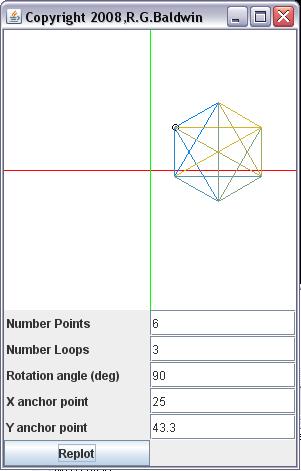 Copyright 2008,R.G.Baldwin
Number Points 6
Number Loops 3
Rotation angle (deg) 90
X anchor point 25
Y anchor point 43.3
Replot